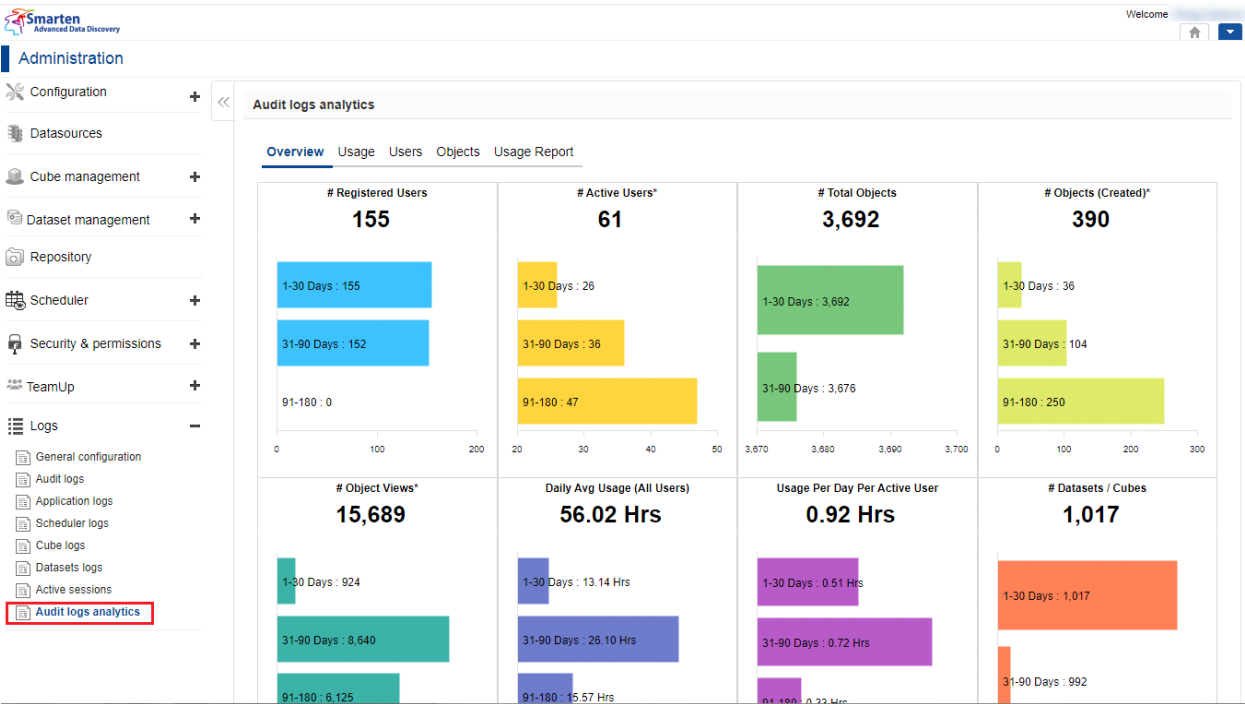 Smarten
Advanced Data Discovery
Welcome
Administration
Configuration
Datasources
Cube management
Dataset management
Repository
Scheduler
Security & permissions
TeamUp
Logs
General configuration
Audit logs
Application logs
Scheduler logs
Cube logs
Datasets logs
Active sessions
Audit logs analytics
Audit logs analytics
Overview Usage Users Objects Usage Report
# Registered Users
155
1-30 Days : 155
31-90 Days : 152
91-180 : 0
0 100 200
# Active Users*
61
1-30 Days : 26
31-90 Days : 36
91-180 : 47
20 30 40 50
# Total Objects
3,692
1-30 Days : 3,692
31-90 Days : 3,676
3,670 3,680 3,690 3,700
# Objects (Created)*
390
1-30 Days : 36
31-90 Days : 104
91-180 : 250
0 100 200 300
# Object Views*
15,689
1-30 Days : 924
31-90 Days : 8,640
91-180 : 6,125
Daily Avg Usage (All Users)
56.02 Hrs
1-30 Days : 13.14 Hrs
31-90 Days : 26.10 Hrs
91-180 : 15.57 Hrs
Usage Per Day Per Active User
0.92 Hrs
1-30 Days : 0.51 Hrs
31-90 Days : 0.72 Hrs
91-180 : 0.33 Hrs
# Datasets / Cubes
1,017
1-30 Days : 1,017
31-90 Days : 992